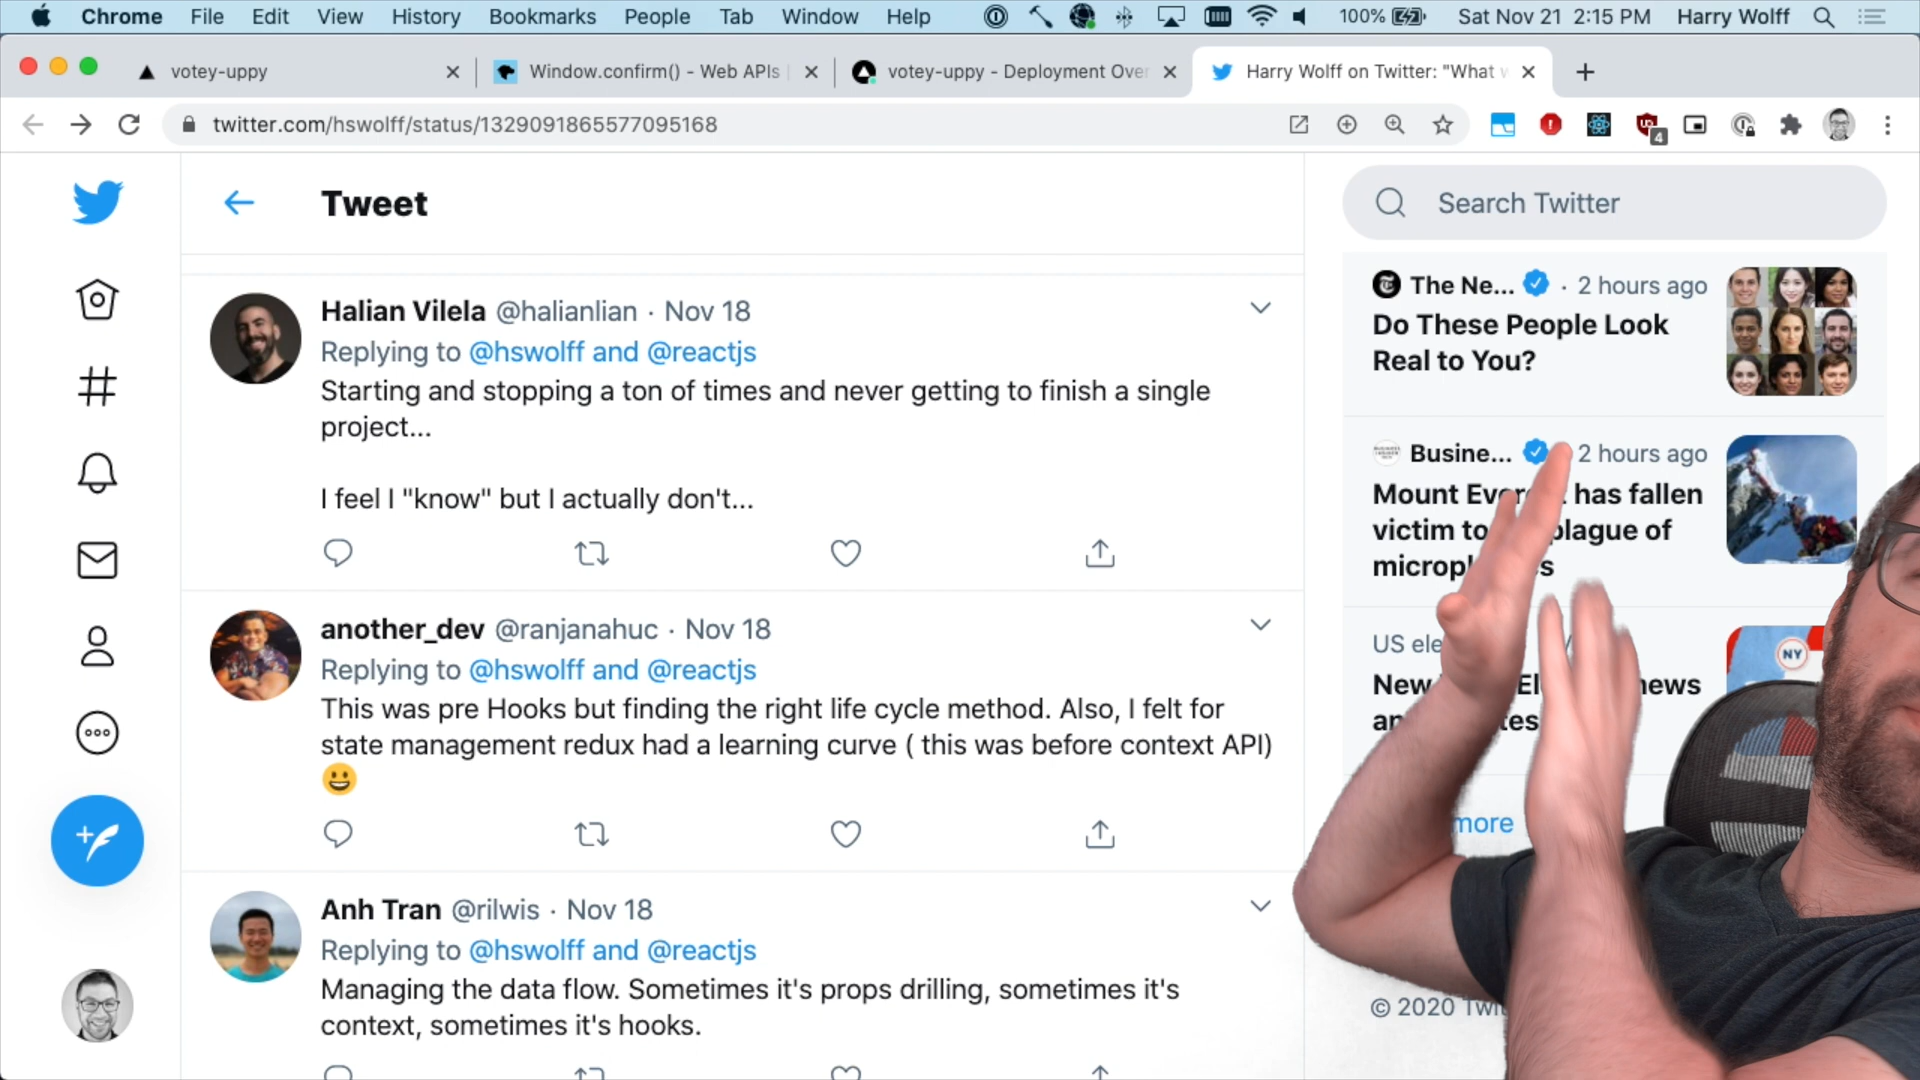 Chrome File Edit View History Bookmarks People Tab Window Help 100% Sat Nov 21 2:15 PM Harry Wolff
votey-uppy
Window.confirm() - Web APIs
votey-uppy - Deployment Over
Harry Wolff on Twitter: "What w
twitter.com/hswolff/status/1329091865577095168
4
Tweet
Halian Vilela @halianlian · Nov 18
Replying to @hswolff and @reactjs
Starting and stopping a ton of times and never getting to finish a single
project...
I feel I "know" but I actually don't...
another_dev @ranjanahuc · Nov 18
Replying to @hswolff and @reactjs
This was pre Hooks but finding the right life cycle method. Also, I felt for
state management redux had a learning curve ( this was before context API)
😃
Anh Tran @rilwis · Nov 18
Replying to @hswolff and @reactjs
Managing the data flow. Sometimes it's props drilling, sometimes it's
context, sometimes it's hooks.
Search Twitter
The Ne... · 2 hours ago
Do These People Look
Real to You?
Busine... 2 hours ago
Mount has fallen
victim to plague of
US
NY
news
more
© 2020